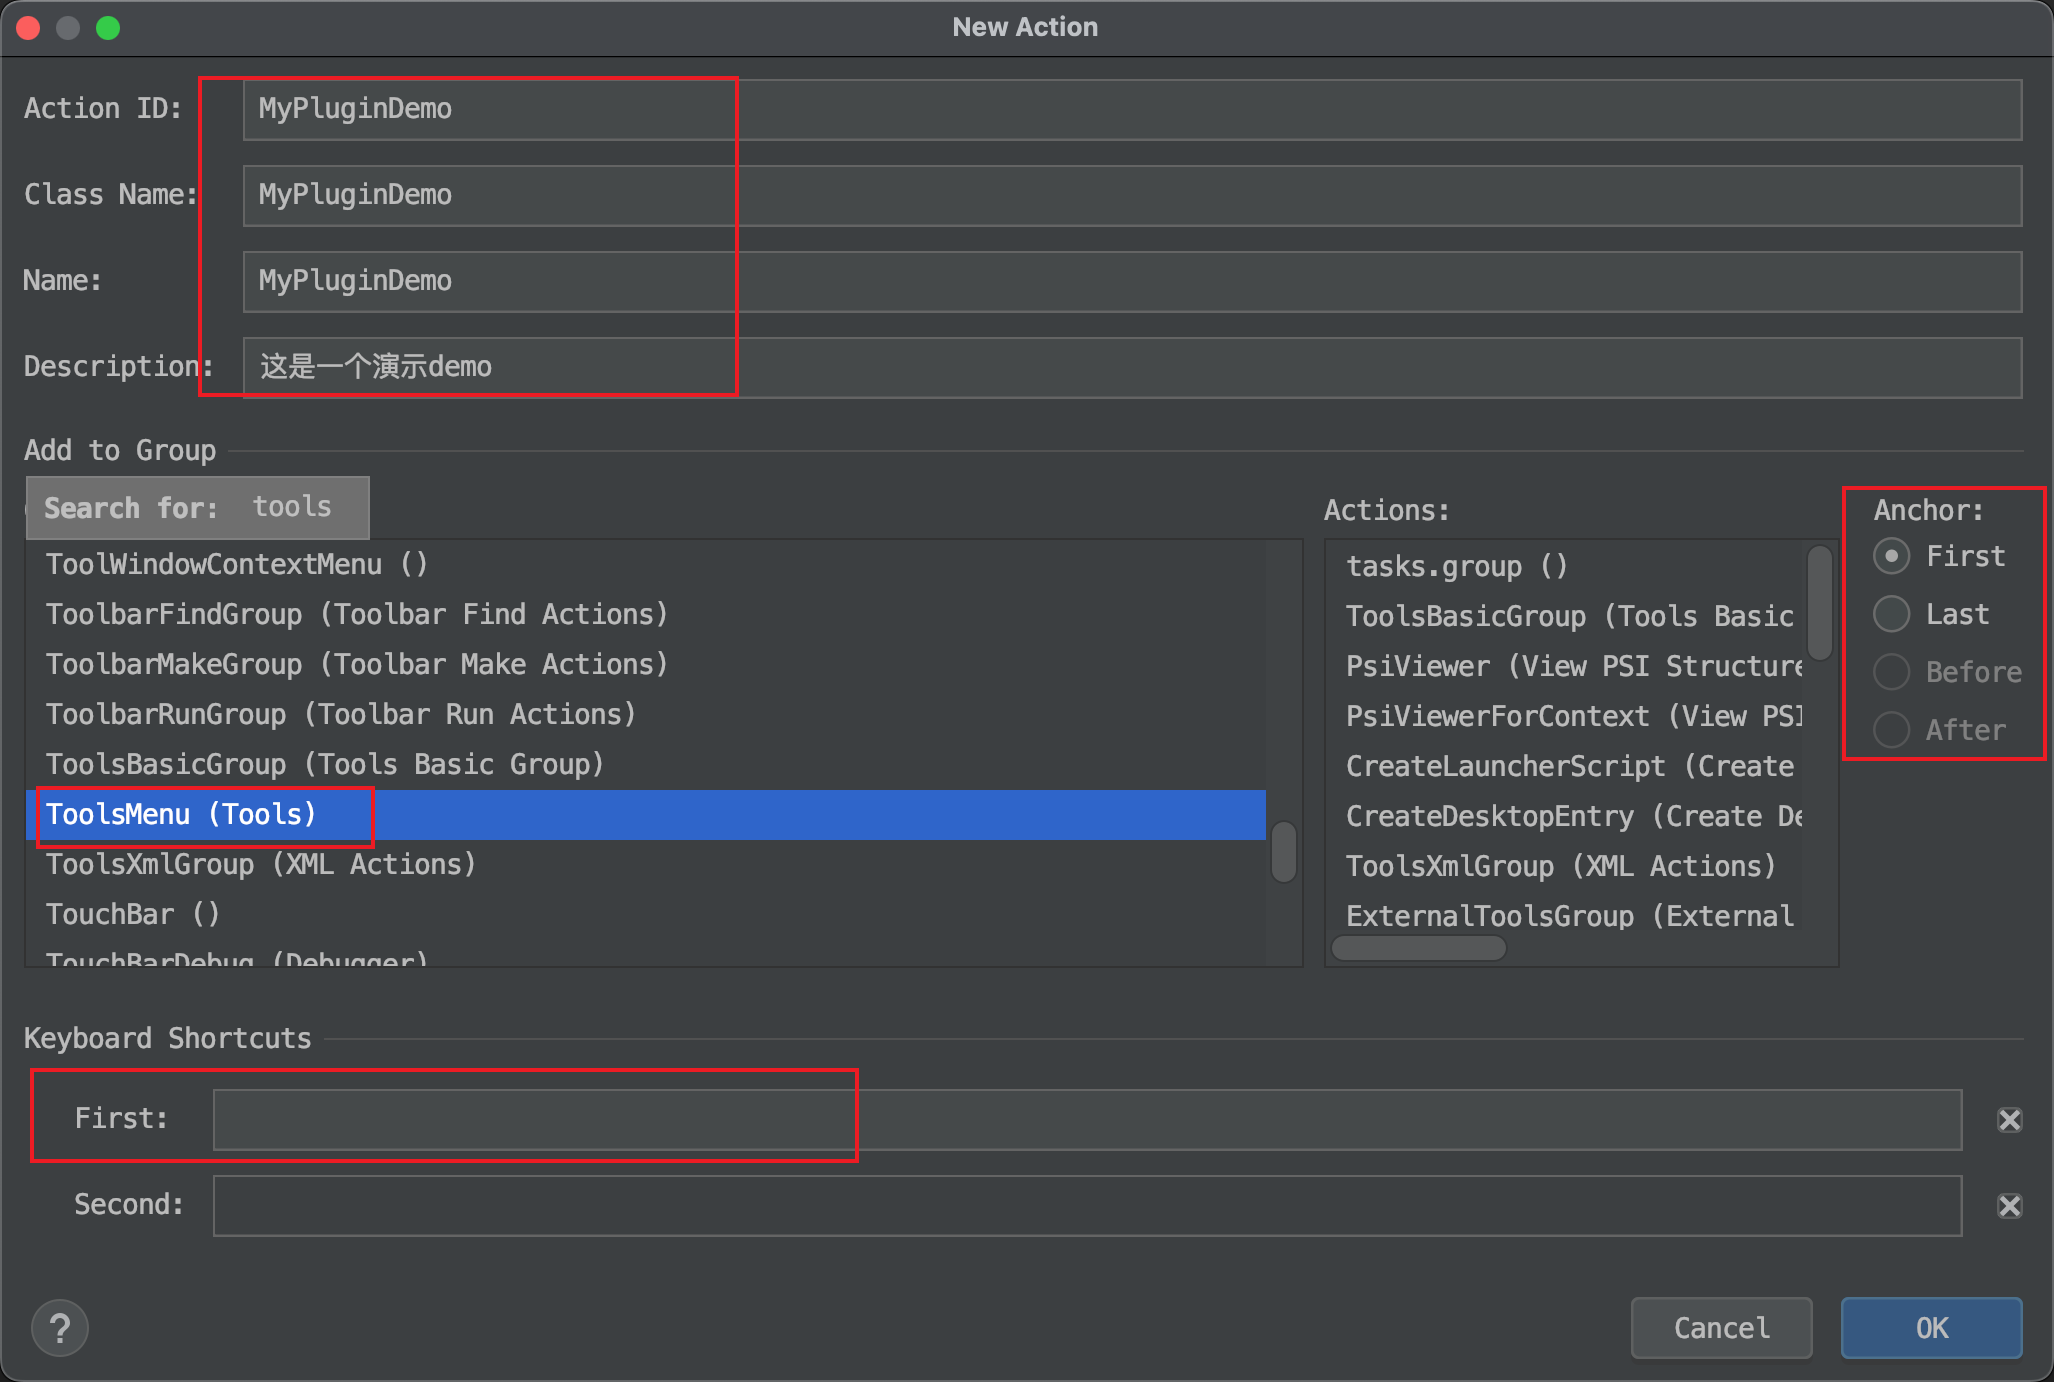 New Action
Action ID: MyPluginDemo
Class Name: MyPluginDemo
Name: MyPluginDemo
Description: 这是一个演示demo
Add to Group
Search for: tools
ToolWindowContextMenu ()
ToolbarFindGroup (Toolbar Find Actions)
ToolbarMakeGroup (Toolbar Make Actions)
ToolbarRunGroup (Toolbar Run Actions)
ToolsBasicGroup (Tools Basic Group)
ToolsMenu (Tools)
ToolsXmlGroup (XML Actions)
TouchBar ()
TouchBarDebug (Debugger)
Actions:
tasks.group ()
ToolsBasicGroup (Tools Basic
PsiViewer (View PSI Structure
PsiViewerForContext (View PSI
CreateLauncherScript (Create
CreateDesktopEntry (Create De
ToolsXmlGroup (XML Actions)
ExternalToolsGroup (External
Anchor:
First
Last
Before
After
Keyboard Shortcuts
First:
Second:
?
Cancel
OK